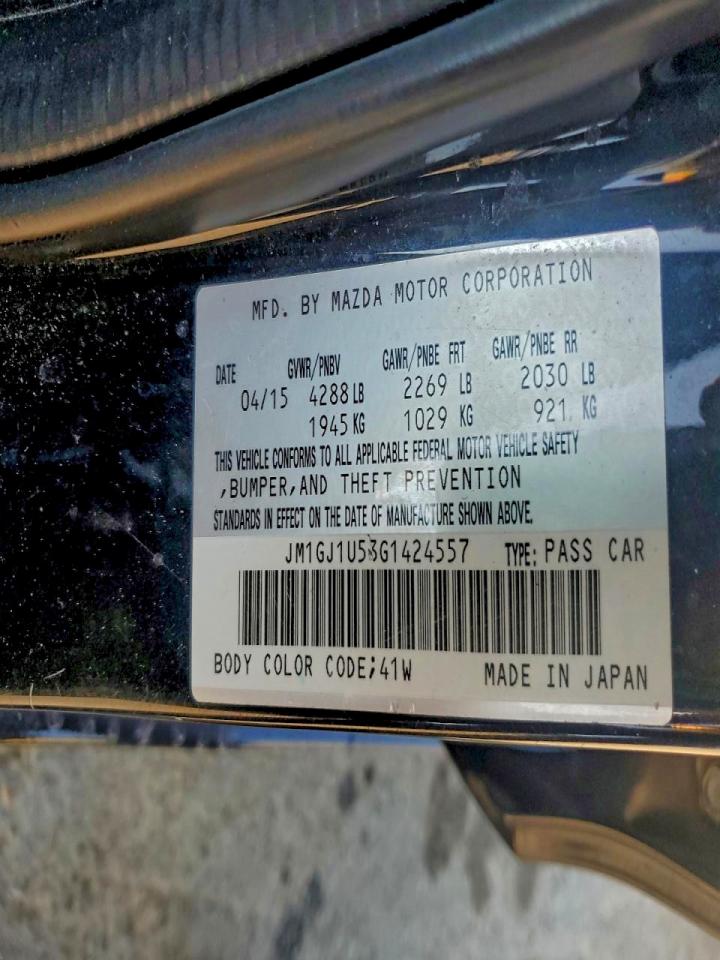 MFD. BY MAZDA MOTOR CORPORATION
DATE GVWR/PNBV GAWR/PNBE FRT GAWR/PNBE RR
04/15 4288 LB 2269 LB 2030 LB
1945 KG 1029 KG 921 KG
THIS VEHICLE CONFORMS TO ALL APPLICABLE FEDERAL MOTOR VEHICLE SAFETY
,BUMPER,AND THEFT PREVENTION
STANDARDS IN EFFECT ON THE DATE OF MANUFACTURE SHOWN ABOVE.
JM1GJ1U53G1424557 TYPE: PASS CAR
BODY COLOR CODE;41W MADE IN JAPAN